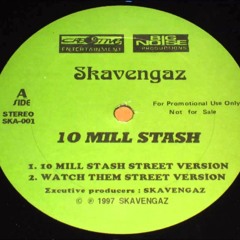 ENTERTAINMENT
BIG NOISE
PRODUCTIONS
Skavengaz
A
SIDE
STEREO
SKA-001
For Promotional Use Only
Not for Sale
10 MILL STASH
1. 10 MILL STASH STREET VERSION
2. WATCH THEM STREET VERSION
Excutive producers : SKAVENGAZ
© ℗ 1997 SKAVENGAZ